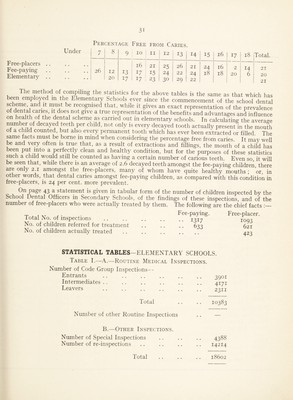 31
PERCENTAGE FREE FROM CARIES.
Under 7 8 9 10 11 12 13 14 15 16 17 18 Total.
Free-placers .. .. 16 21 25 26 21 24 16 2 14 21
Fee-paying .. .. 26 12 13 17 23 24 22 24 18 18 20 6 20
Elementary .. .. 20 17 17 23 30 29 22 21
The method of compiling the statistics for the above tables is the same as that which has
been employed in the Elementary Schools ever since the commencement of the school dental
scheme, and it must be recognised that, while it gives an exact representation of the prevalence
of dental caries, it does not give a true representation of the benefits and advantages and influence
on health of the dental scheme as carried out in elementary schools. In calculating the average
number of decayed teeth per child, not only is every decayed tooth actually present in the mouth
of a child counted, but also every permanent tooth which has ever been extracted or filled. The
same facts must be borne in mind when considering the percentage free from caries. It may well
be and very often is true that, as a result of extractions and fillings, the mouth of a child has
been put into a perfectly clean and healthy condition, but for the purposes of these statistics
such a child would still be counted as having a certain number of carious teeth. Even so, it will
be seen that, while there is an average of 2.6 decayed teeth amongst the fee-paying children, there
are only 2.1 amongst the free-placers, many of whom have quite healthy mouths; or, in
other words, that dental caries amongst fee-paying children, as compared with this condition in
free-placers, is 24 per cent. more prevalent.
On page 43 a statement is given in tabular form of the number of children inspected by the
School Dental Officers in Secondary Schools, of the findings of these inspections, and of the
number of free-placers who were actually treated by them. The following are the chief facts :—
Fee-paying. Free-placer.
Total No. of inspections .. .. .. 1317 1093
No. of children referred for treatment .. .. 633 621
No. of children actually treated .. .. .. 423
STATISTICAL TABLES—ELEMENTARY SCHOOLS.
TABLE I.—A.—ROUTINE MEDICAL INSPECTIONS.
Number of Code Group Inspections—
Entrants .. .. .. .. .. 3901
Intermediates .. .. .. .. .. 4171
Leavers .. .. .. .. .. 2311
Total .. .. 10383
Number of other Routine Inspections .. —
B.—OTHER INSPECTIONS.
Number of Special Inspections .. .. .. 4388
Number of re-inspections .. .. .. .. 14214
Total .. .. 18602